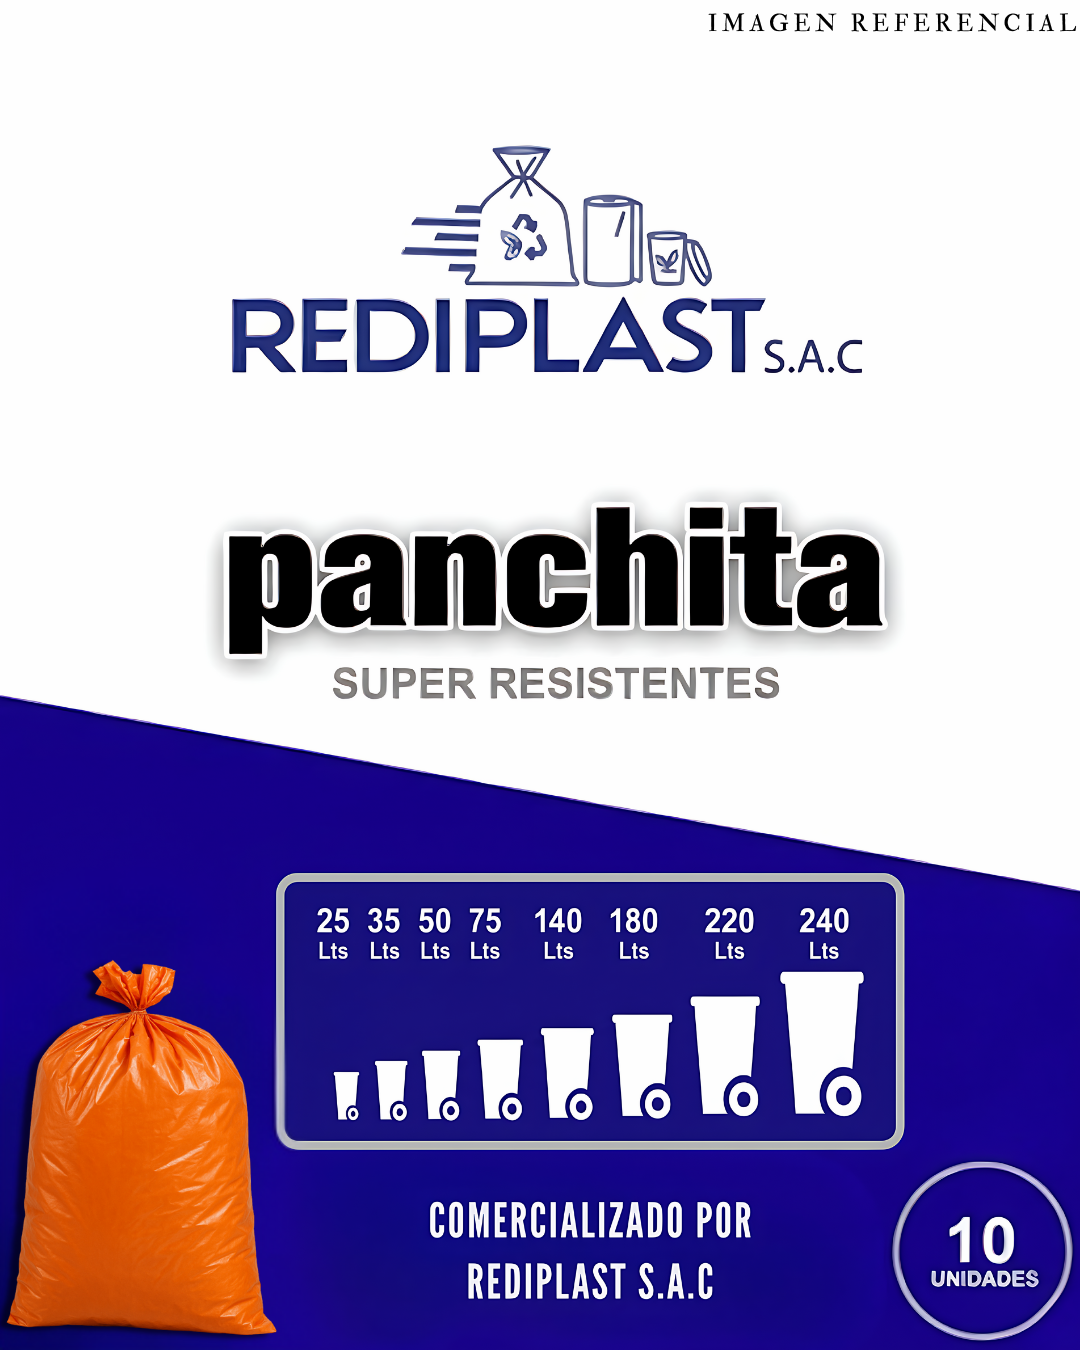 IMAGEN REFERENCIAL
REDIPLAST S.A.C
panchita
SUPER RESISTENTES
25 35 50 75 140 180 220 240
Lts Lts Lts Lts Lts Lts Lts Lts
COMERCIALIZADO POR
REDIPLAST S.A.C
10
UNIDADES